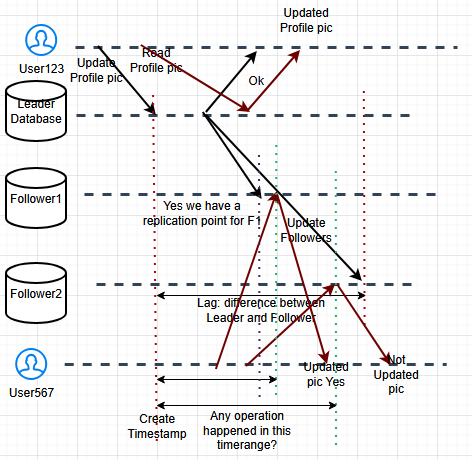 Updated
Profile pic
User123
Update
Profile pic
Read
Profile pic
Ok
Leader
Database
Follower1
Yes we have a
replication point for F1
Update
Followers
Follower2
Lag: difference between
Leader and Follower
User567
Updated
pic Yes
Not
Updated
pic
Create
Timestamp
Any operation
happened in this
timerange?